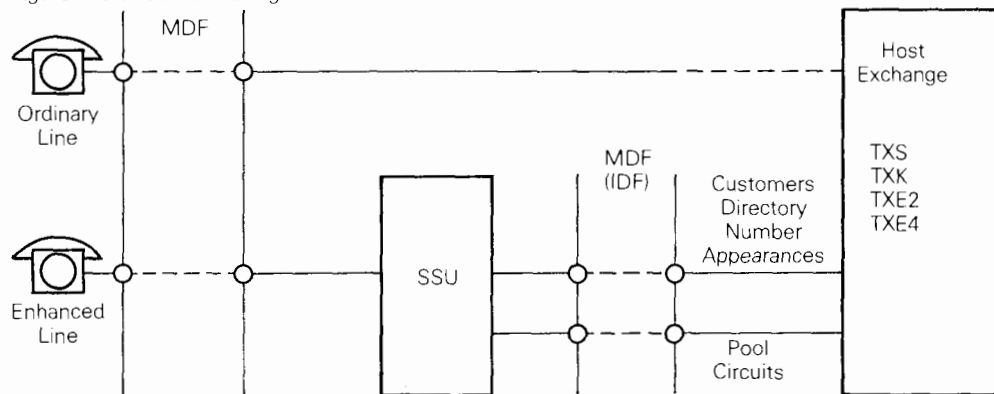 MDF
Ordinary
Line
Host
Exchange
TXS
TXK
TXE2
TXE4
MDF
(IDF)
Customers
Directory
Number
Appearances
SSU
Enhanced
Line
Pool
Circuits